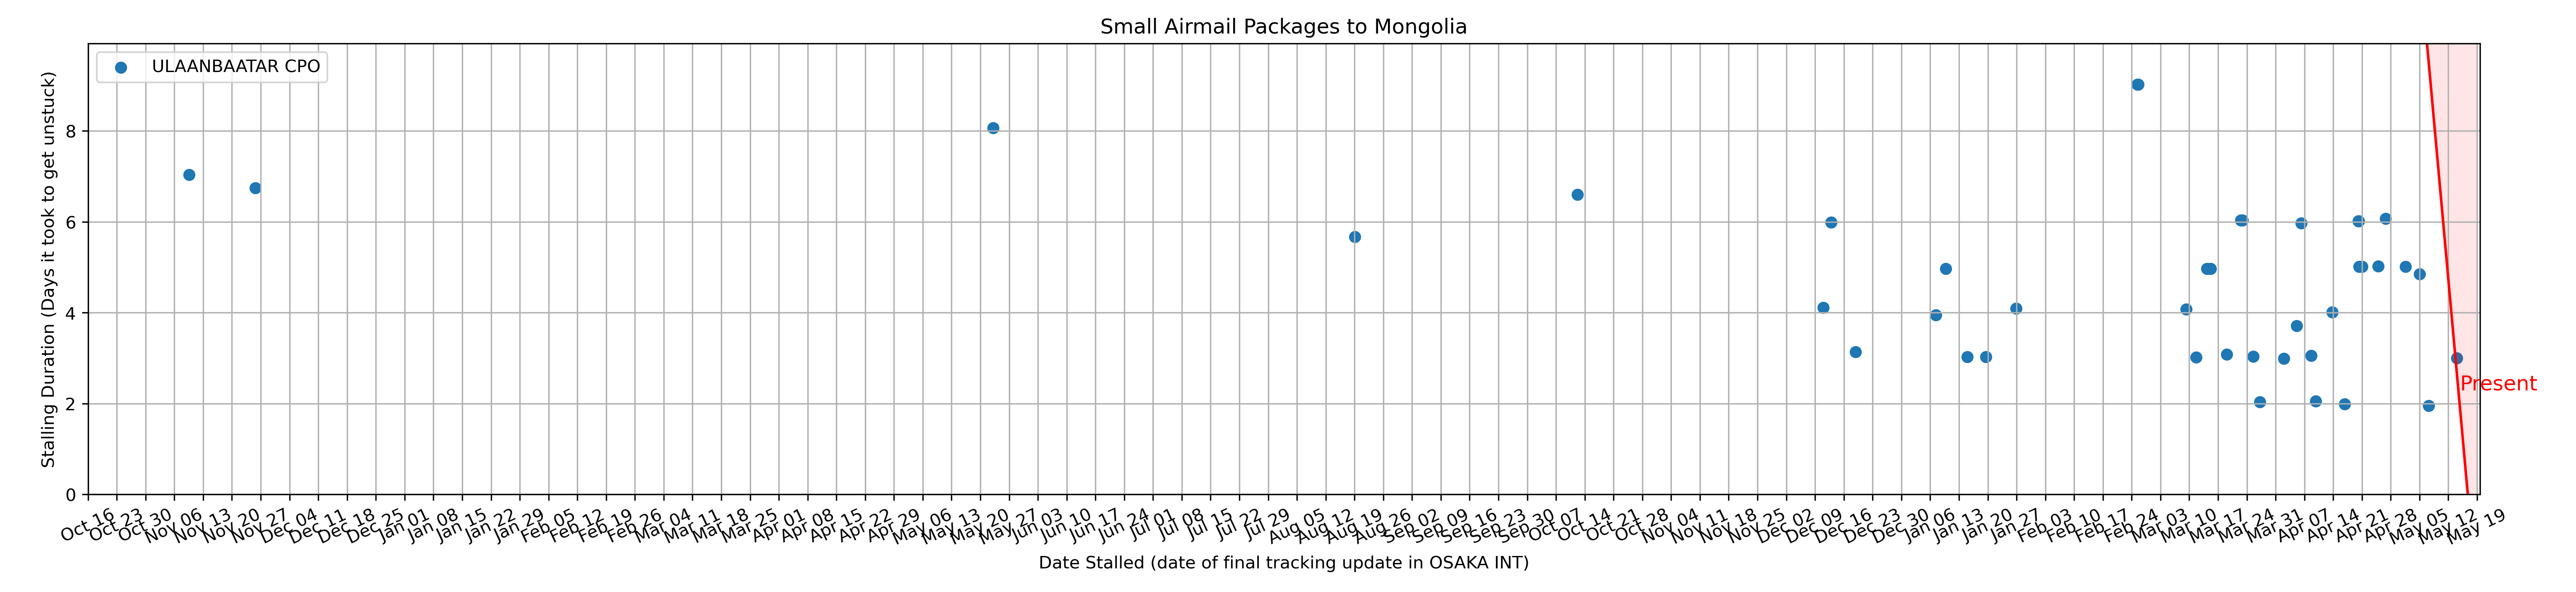 Small Airmail Packages to Mongolia
ULAANBAATAR CPO
Stalling Duration (Days it took to get unstuck)
8
6
4
2
0
Present
Oct 16 Oct 23 Oct 30 Nov 06 Nov 13 Nov 20 Nov 27 Dec 04 Dec 11 Dec 18 Dec 25 Jan 01 Jan 08 Jan 15 Jan 22 Jan 29 Feb 05 Feb 12 Feb 19 Feb 26 Mar 04 Mar 11 Mar 18 Mar 25 Apr 01 Apr 08 Apr 15 Apr 22 Apr 29 May 06 May 13 May 20 May 27 Jun 03 Jun 10 Jun 17 Jun 24 Jul 01 Jul 08 Jul 15 Jul 22 Jul 29 Aug 05 Aug 12 Aug 19 Aug 26 Sep 02 Sep 09 Sep 16 Sep 23 Sep 30 Oct 07 Oct 14 Oct 21 Oct 28 Nov 04 Nov 11 Nov 18 Nov 25 Dec 02 Dec 09 Dec 16 Dec 23 Dec 30 Jan 06 Jan 13 Jan 20 Jan 27 Feb 03 Feb 10 Feb 17 Feb 24 Mar 03 Mar 10 Mar 17 Mar 24 Mar 31 Apr 07 Apr 14 Apr 21 Apr 28 May 05 May 12 May 19
Date Stalled (date of final tracking update in OSAKA INT)